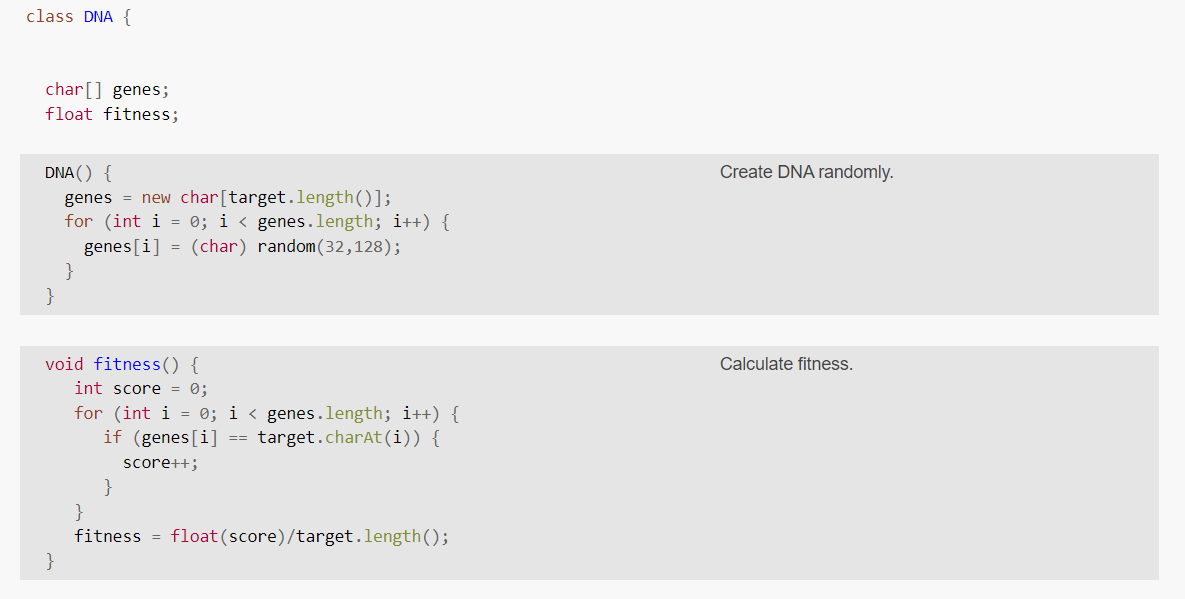 class DNA {
char[] genes;
float fitness;
DNA() {
Create DNA randomly.
genes = new char[target.length()];
for (int i = 0; i < genes.length; i++) {
genes[i] = (char) random(32,128);
}
}
void fitness() {
Calculate fitness.
int score = 0;
for (int i = 0; i < genes.length; i++) {
if (genes[i] == target.charAt(i)) {
score++;
}
}
fitness = float(score)/target.length();
}